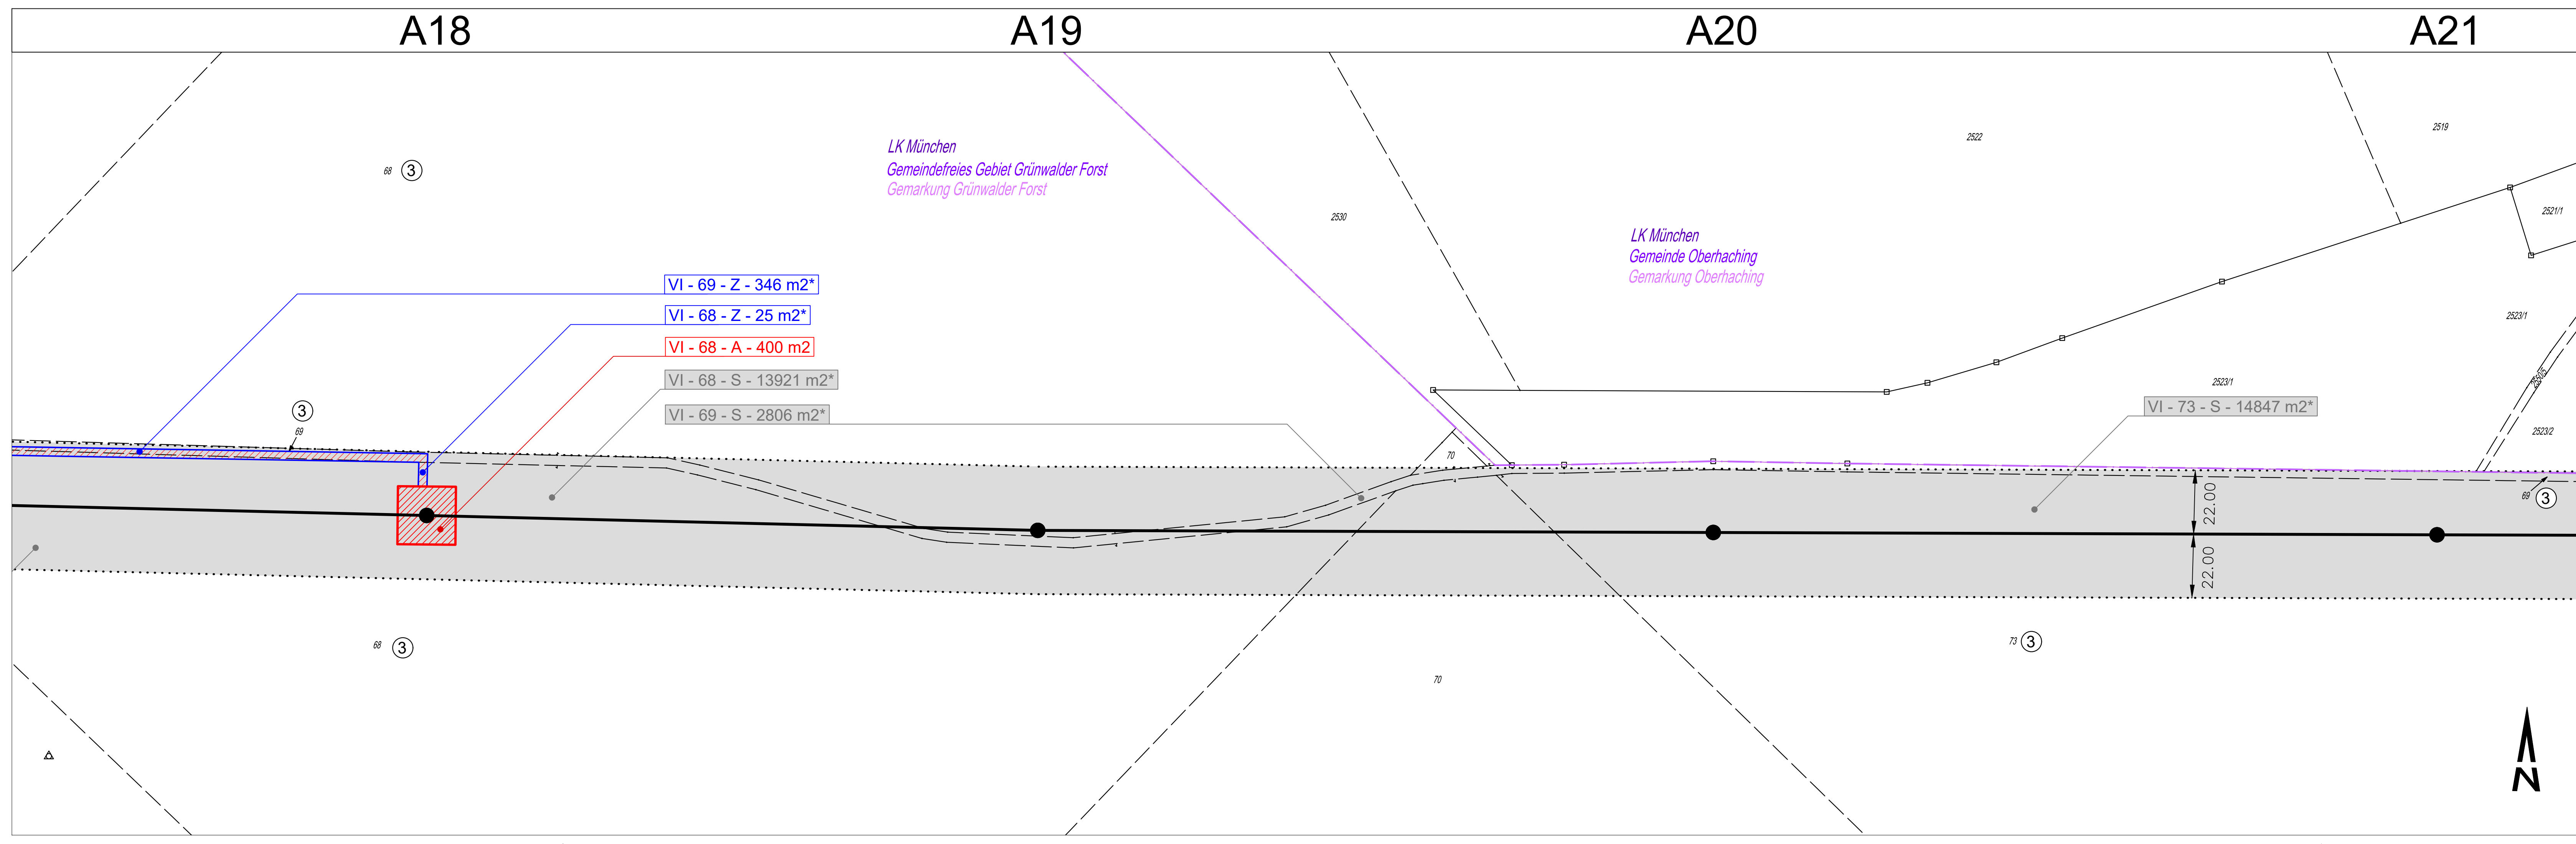 A18 A19 A20 A21
2522
2519
LK München
Gemeindefreies Gebiet Grünwalder Forst
Gemarkung Grünwalder Forst
68 3
2530
2521/1
LK München
Gemeinde Oberhaching
Gemarkung Oberhaching
VI - 69 - Z - 346 m2*
VI - 68 - Z - 25 m2*
VI - 68 - A - 400 m2
VI - 68 - S - 13921 m2*
VI - 69 - S - 2806 m2*
2523/1
2523/1
VI - 73 - S - 14847 m2*
3
69
2523/2
70
22.00
22.00
69 3
68 3
73 3
70
N